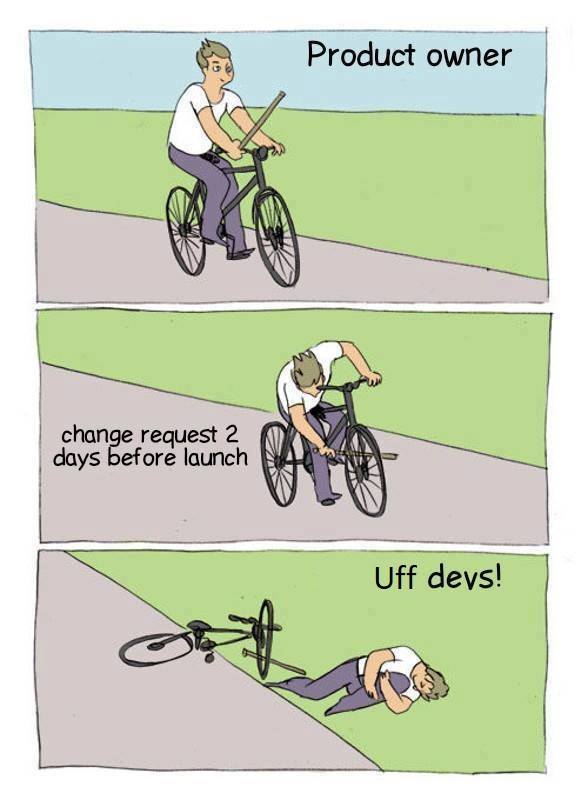 Product owner
change request 2
days before launch
Uff devs!